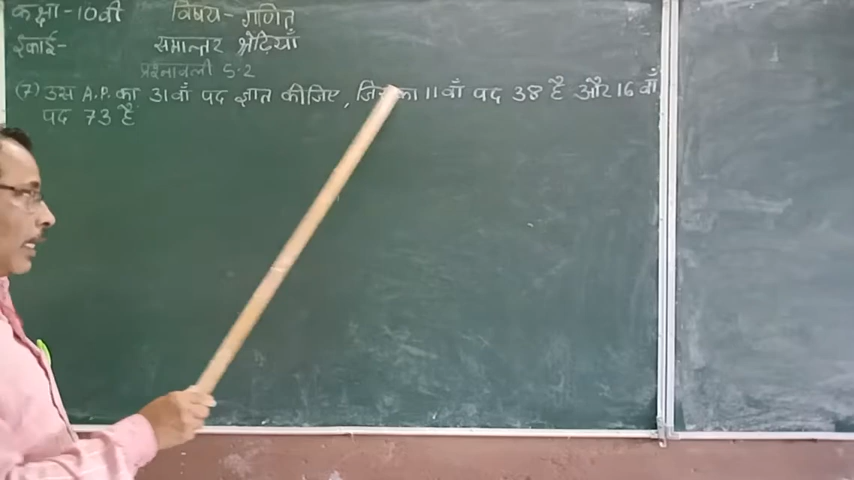 कक्षा-10वी विषय- गणित
ईकाई- समान्तर श्रेढ़ियाँ
प्रश्नावली 5.2
(7) उस A.P. का 31वाँ पद ज्ञात कीजिए, जिसका 11वाँ पद 38 है और 16वाँ
पद 73 है